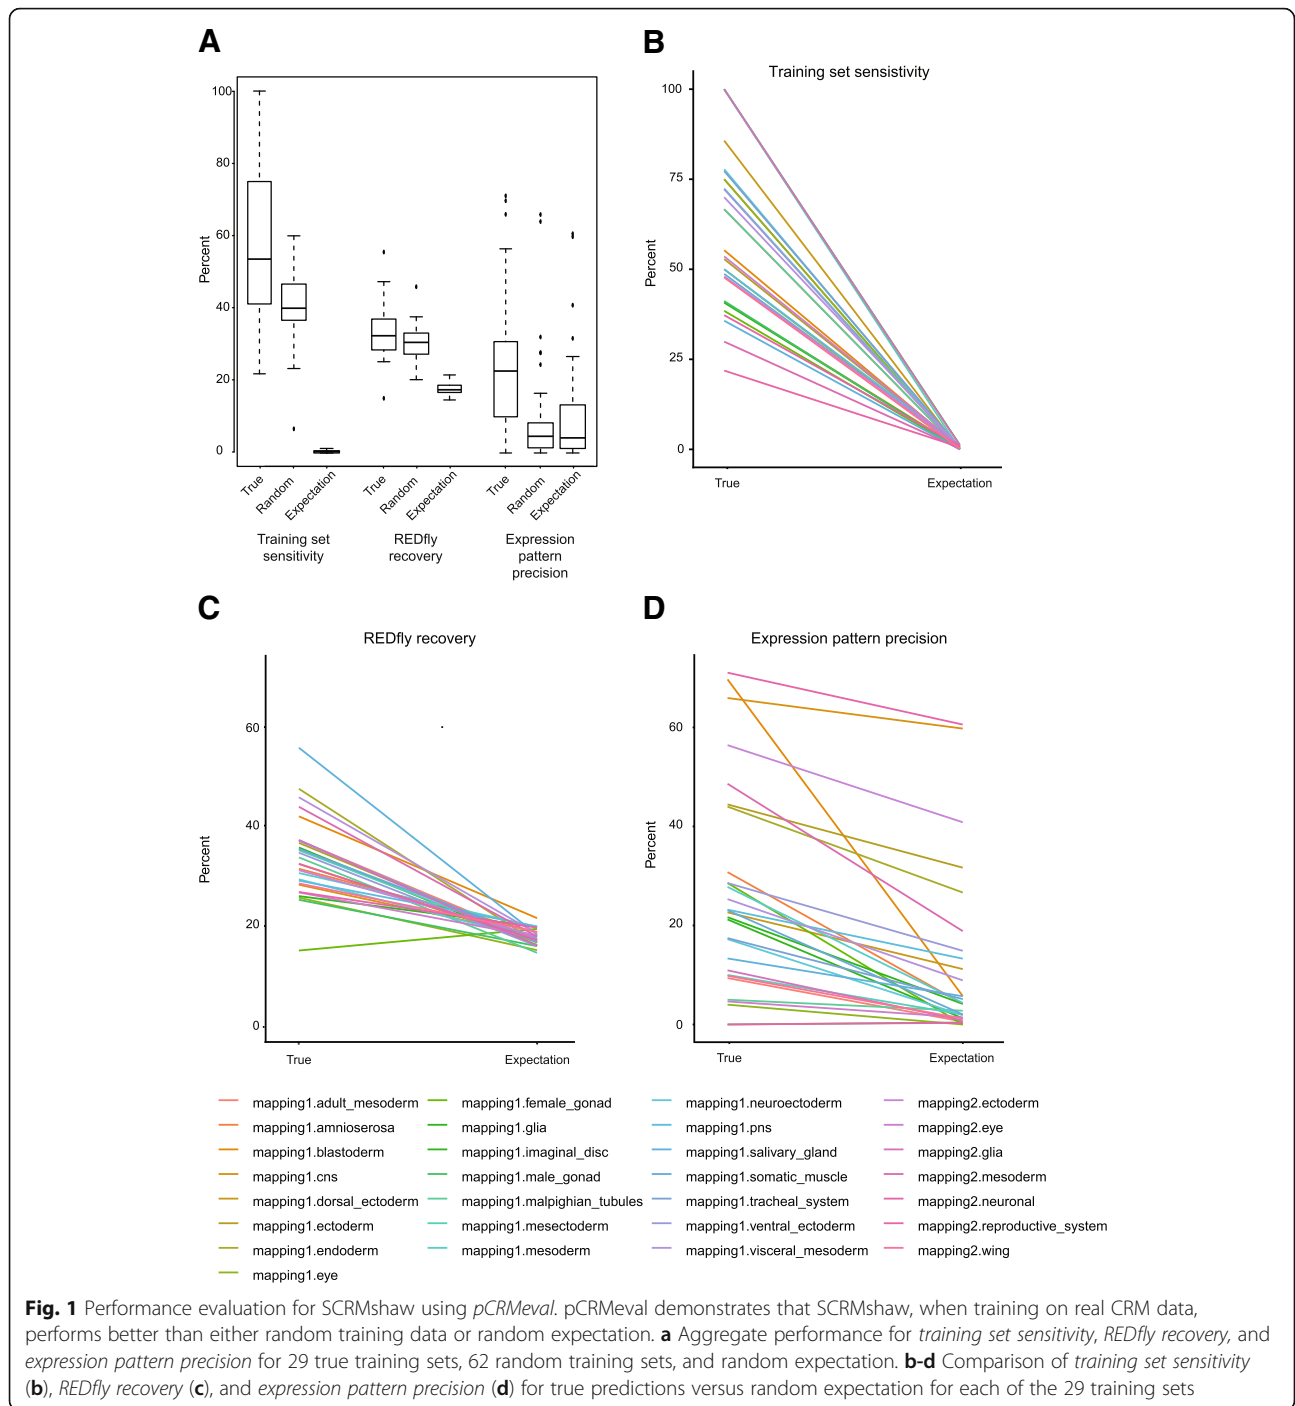 A
100
80
60
40
20
0
Percent
True
Random
Expectation
True
Random
Expectation
True
Random
Expectation
Training set
sensitivity
REDfly
recovery
Expression
pattern
precision
B
Training set sensistivity
100
75
50
25
0
Percent
True
Expectation
C
REDfly recovery
60
40
20
0
Percent
True
Expectation
D
Expression pattern precision
60
40
20
0
Percent
True
Expectation
mapping1.adult_mesoderm
mapping1.amnioserosa
mapping1.blastoderm
mapping1.cns
mapping1.dorsal_ectoderm
mapping1.ectoderm
mapping1.endoderm
mapping1.eye
mapping1.female_gonad
mapping1.glia
mapping1.imaginal_disc
mapping1.male_gonad
mapping1.malpighian_tubules
mapping1.mesectoderm
mapping1.mesoderm
mapping1.neuroectoderm
mapping1.pns
mapping1.salivary_gland
mapping1.somatic_muscle
mapping1.tracheal_system
mapping1.ventral_ectoderm
mapping1.visceral_mesoderm
mapping2.ectoderm
mapping2.eye
mapping2.glia
mapping2.mesoderm
mapping2.neuronal
mapping2.reproductive_system
mapping2.wing
Fig. 1 Performance evaluation for SCRMshaw using pCRMeval. pCRMeval demonstrates that SCRMshaw, when training on real CRM data,
performs better than either random training data or random expectation. a Aggregate performance for training set sensitivity, REDfly recovery, and
expression pattern precision for 29 true training sets, 62 random training sets, and random expectation. b-d Comparison of training set sensitivity
(b), REDfly recovery (c), and expression pattern precision (d) for true predictions versus random expectation for each of the 29 training sets